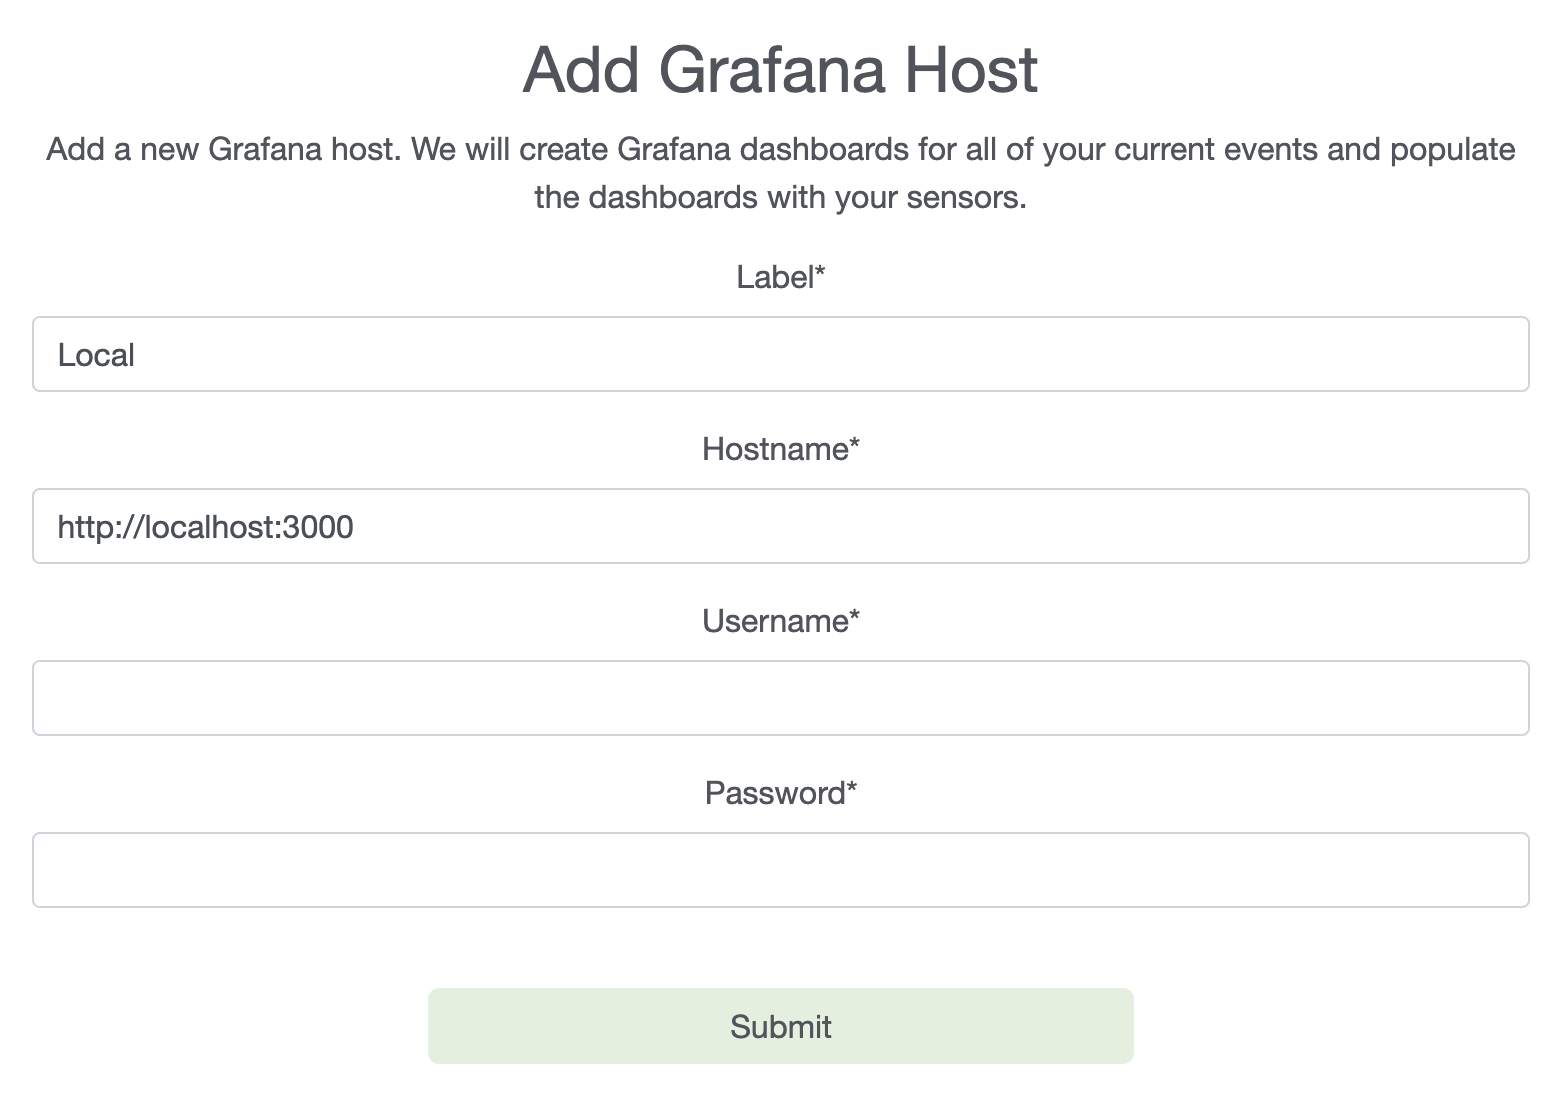 Add Grafana Host
Add a new Grafana host. We will create Grafana dashboards for all of your current events and populate
the dashboards with your sensors.
Label*
Local
Hostname*
http://localhost:3000
Username*
Password*
Submit